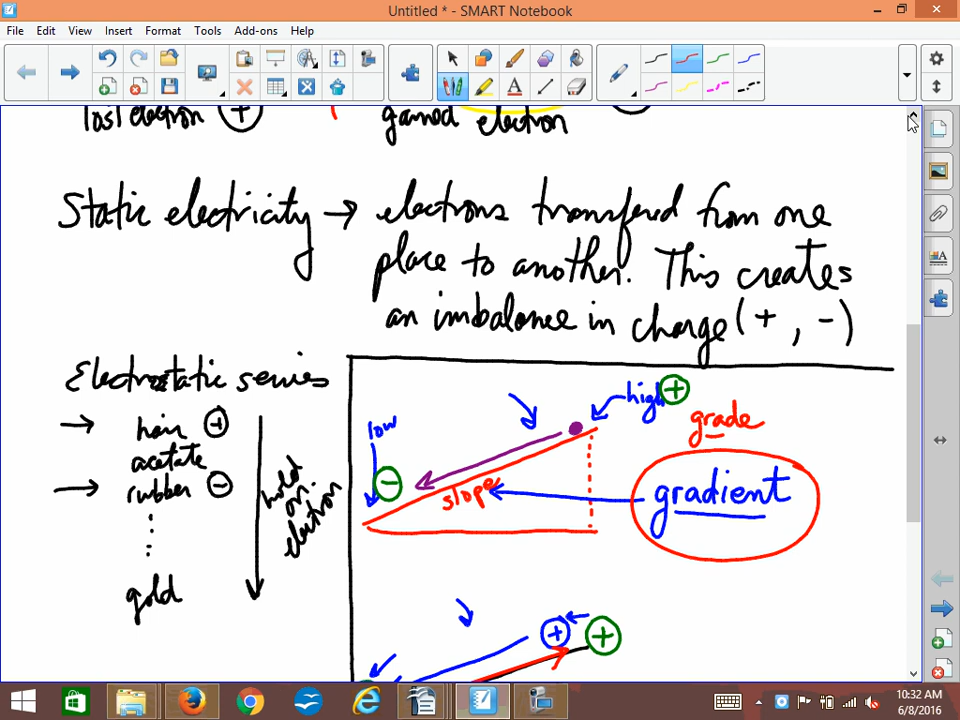 Untitled * - SMART Notebook
File Edit View Insert Format Tools Add-ons Help
lost electron +
gained electron
Static electricity → electrons transfered from one
place to another. This creates
an imbalance in charge (+, -)
Electrostatic series
→ hair +
acetate
→ rubber -
gold
hold
on
electron
low
high +
grade
-
slope
gradient
+ +
10:32 AM
6/8/2016